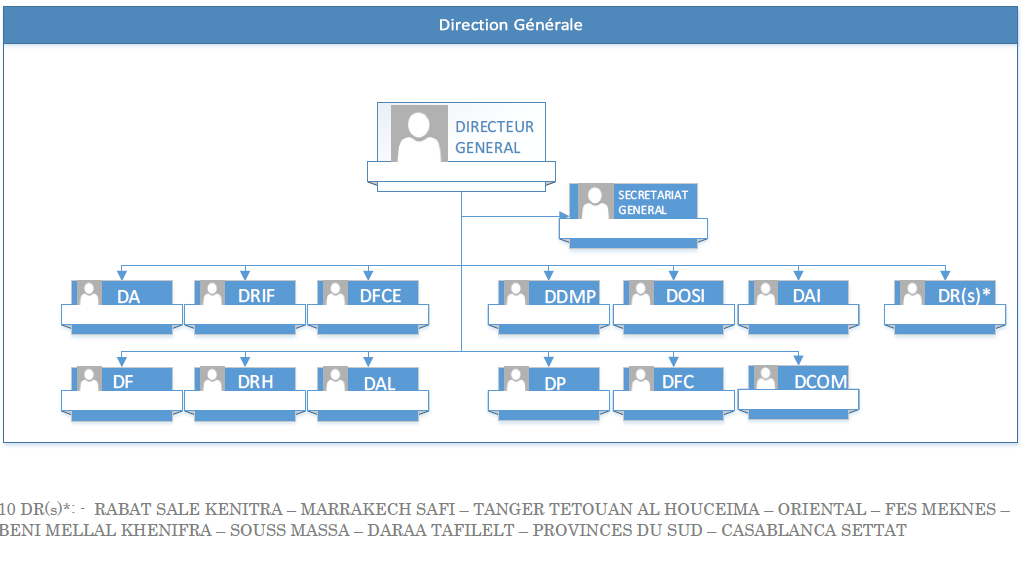 Direction Générale
DIRECTEUR
GENERAL
SECRETARIAT
GENERAL
DA
DRIF
DFCE
DDMP
DOSI
DAI
DR(s)*
DF
DRH
DAL
DP
DFC
DCOM
10 DR(s)*: - RABAT SALE KENITRA – MARRAKECH SAFI – TANGER TETOUAN AL HOUCEIMA – ORIENTAL – FES MEKNES –
BENI MELLAL KHENIFRA – SOUSS MASSA – DARAA TAFILELT – PROVINCES DU SUD – CASABLANCA SETTAT